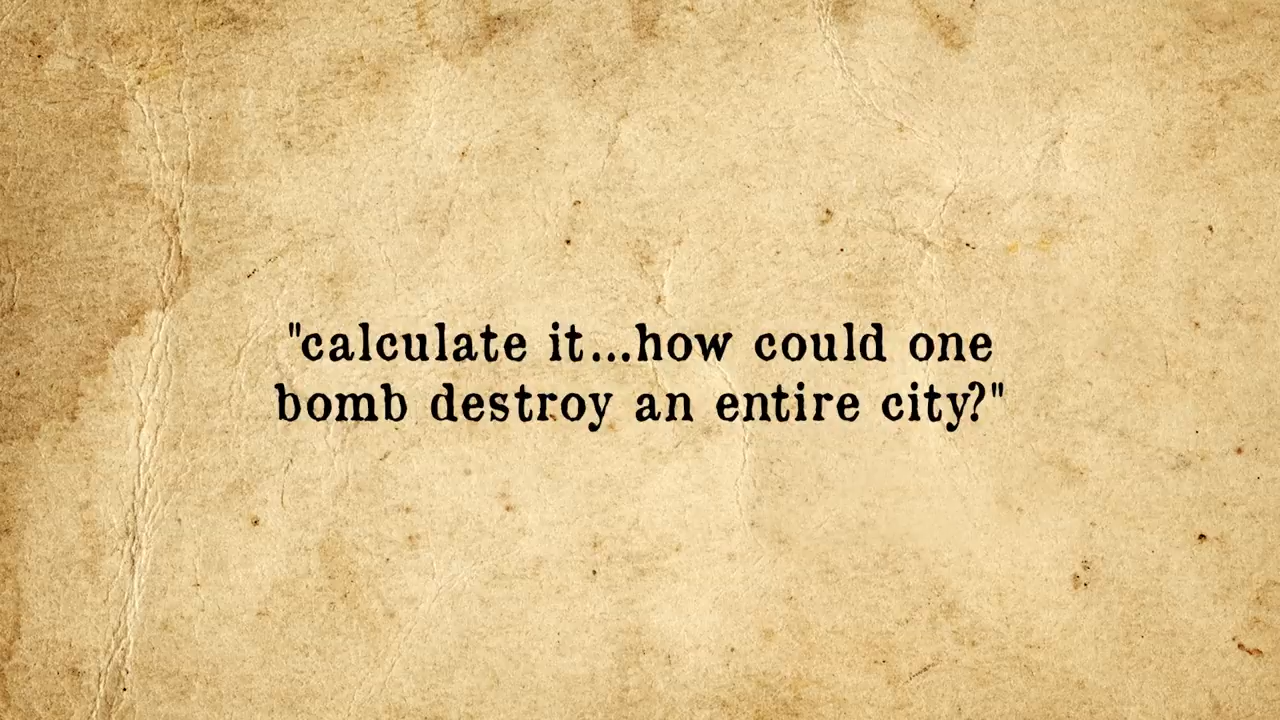 "calculate it...how could one
bomb destroy an entire city?"